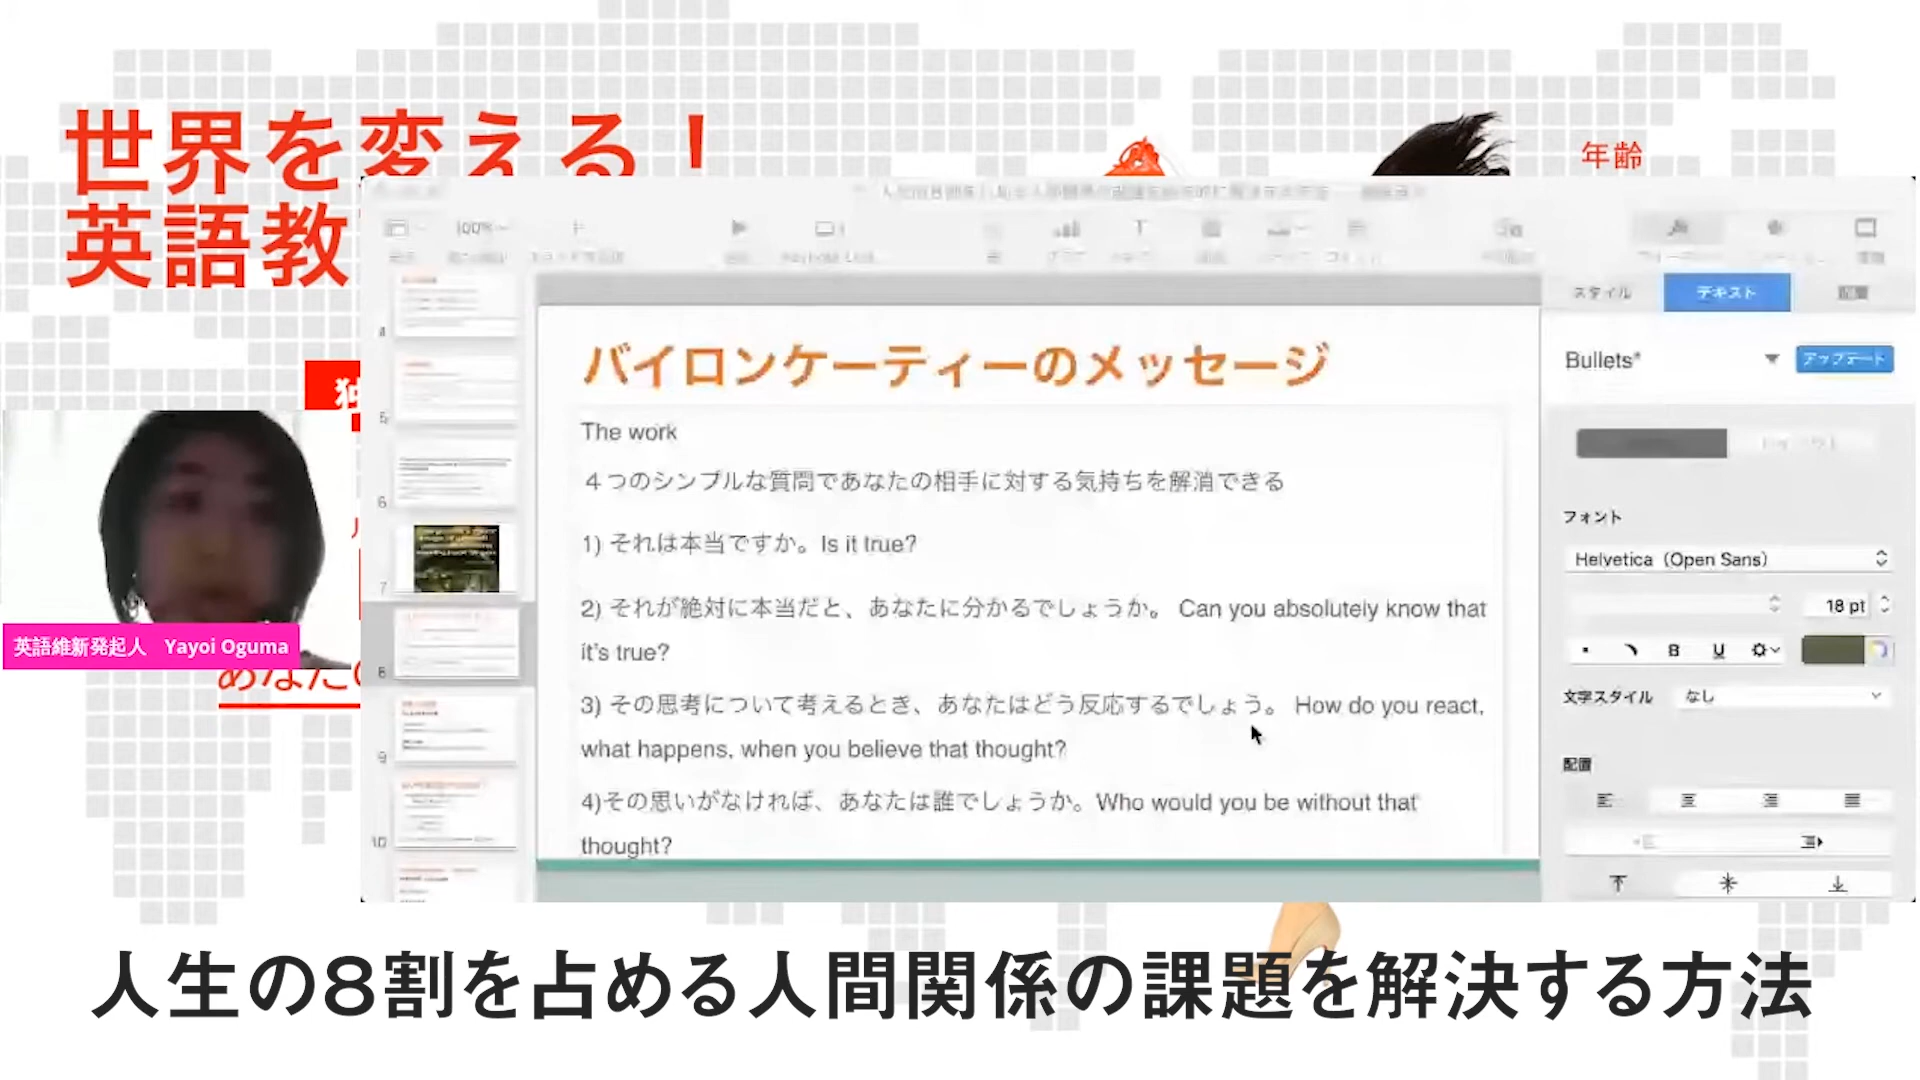 世界を変える！
英語教
年齢
独
100%
スタイル
テキスト
配置
バイロンケーティーのメッセージ
The work
４つのシンプルな質問であなたの相手に対する気持ちを解消できる
1) それは本当ですか。Is it true?
2) それが絶対に本当だと、あなたに分かるでしょうか。 Can you absolutely know that
it's true?
3) その思考について考えるとき、あなたはどう反応するでしょう。 How do you react,
what happens, when you believe that thought?
4)その思いがなければ、あなたは誰でしょうか。Who would you be without that
thought?
Bullets*
アップデート
フォント
Helvetica（Open Sans）
18 pt
B
U
文字スタイル
なし
配置
4
5
6
7
8
9
10
英語維新発起人 Yayoi Oguma
あなた
人生の8割を占める人間関係の課題を解決する方法